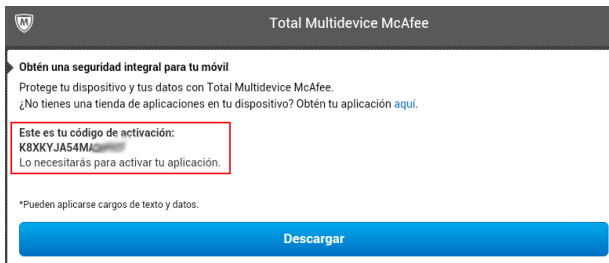 Total Multidevice McAfee
Obtén una seguridad integral para tu móvil
Protege tu dispositivo y tus datos con Total Multidevice McAfee.
¿No tienes una tienda de aplicaciones en tu dispositivo? Obtén tu aplicación aquí.
Este es tu código de activación:
Lo necesitarás para activar tu aplicación.
*Pueden aplicarse cargos de texto y datos.
Descargar